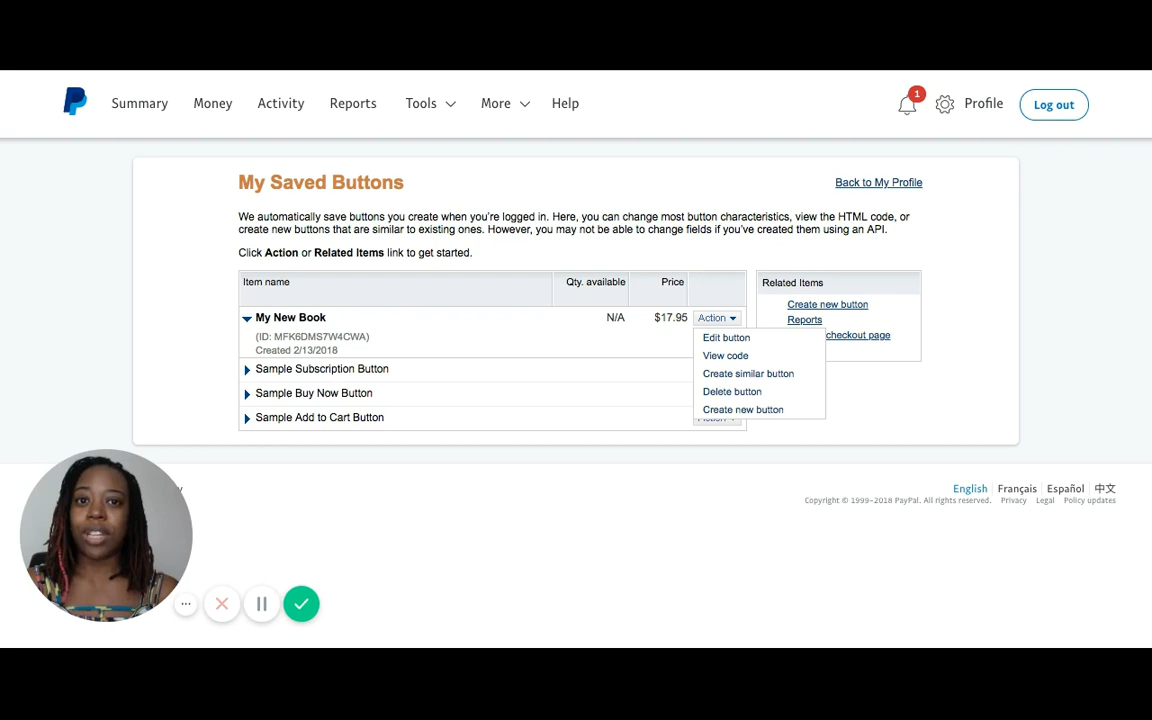 Summary Money Activity Reports Tools More Help 1 Profile Log out
My Saved Buttons
Back to My Profile
We automatically save buttons you create when you're logged in. Here, you can change most button characteristics, view the HTML code, or
create new buttons that are similar to existing ones. However, you may not be able to change fields if you've created them using an API.
Click Action or Related Items link to get started.
Item name Qty. available Price
My New Book N/A $17.95 Action
(ID: MFK6DMS7W4CWA)
Created 2/13/2018
Sample Subscription Button
Sample Buy Now Button
Sample Add to Cart Button
Edit button
View code
Create similar button
Delete button
Create new button
Related Items
Create new button
Reports
checkout page
English Français Español 中文
Copyright © 1999-2018 PayPal. All rights reserved. Privacy Legal Policy updates